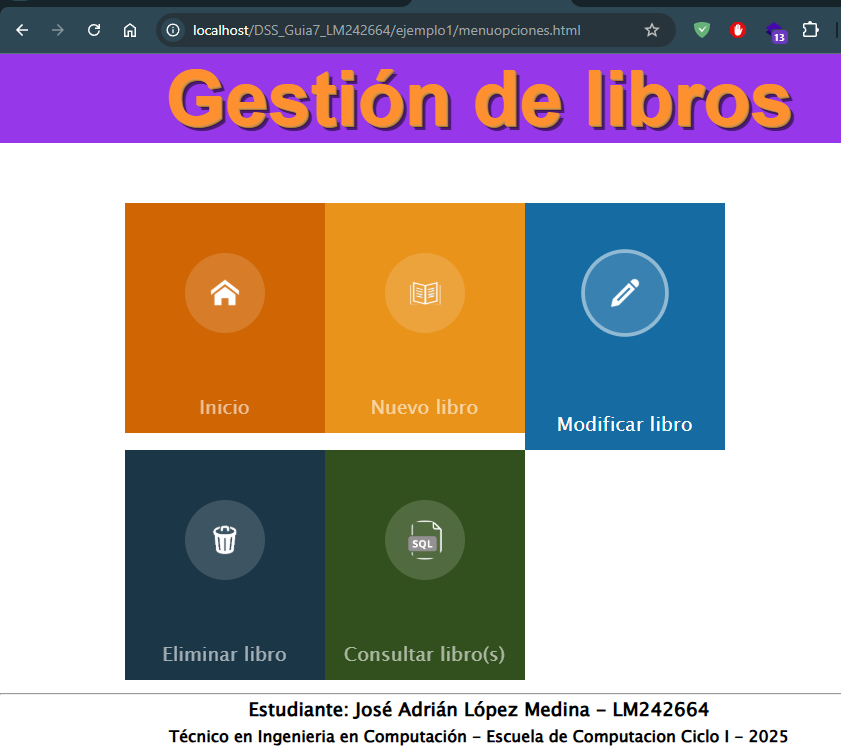 localhost/DSS_Guia7_LM242664/ejemplo1/menuopciones.html
13
Gestión de libros
Inicio
Nuevo libro
Modificar libro
SQL
Eliminar libro
Consultar libro(s)
Estudiante: José Adrián López Medina - LM242664
Técnico en Ingenieria en Computación - Escuela de Computacion Ciclo I - 2025